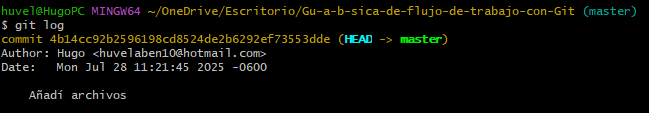 huvel@HugoPC MINGW64 ~/OneDrive/Escritorio/Gu-a-b-sica-de-flujo-de-trabajo-con-Git (master)
$ git log
commit 4b14cc92b2596198cd8524de2b6292ef73553dde (HEAD -> master)
Author: Hugo <huvelaben10@hotmail.com>
Date:   Mon Jul 28 11:21:45 2025 -0600
    Añadí archivos